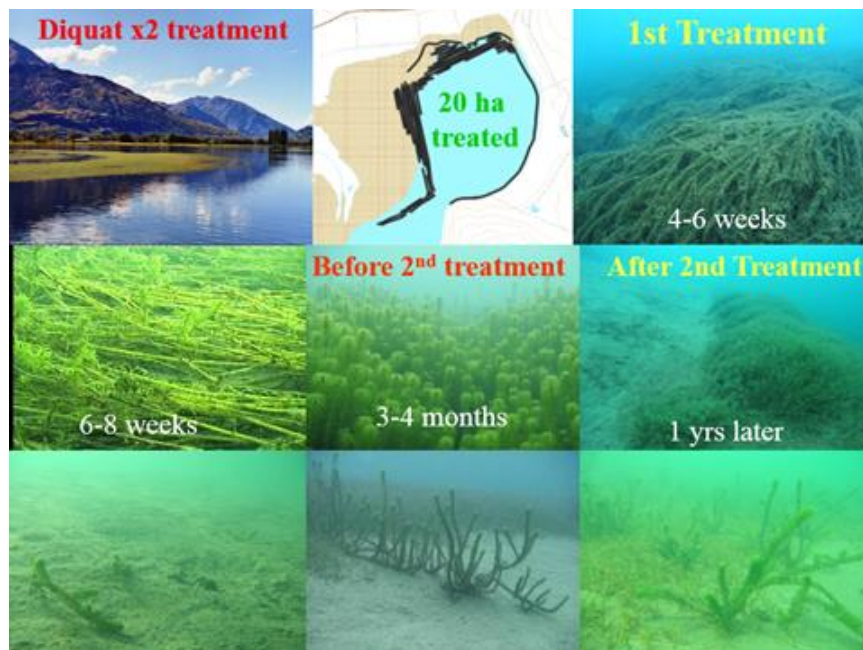 Diquat x2 treatment
20 ha
treated
1st Treatment
4-6 weeks
6-8 weeks
Before 2nd treatment
3-4 months
After 2nd Treatment
1 yrs later